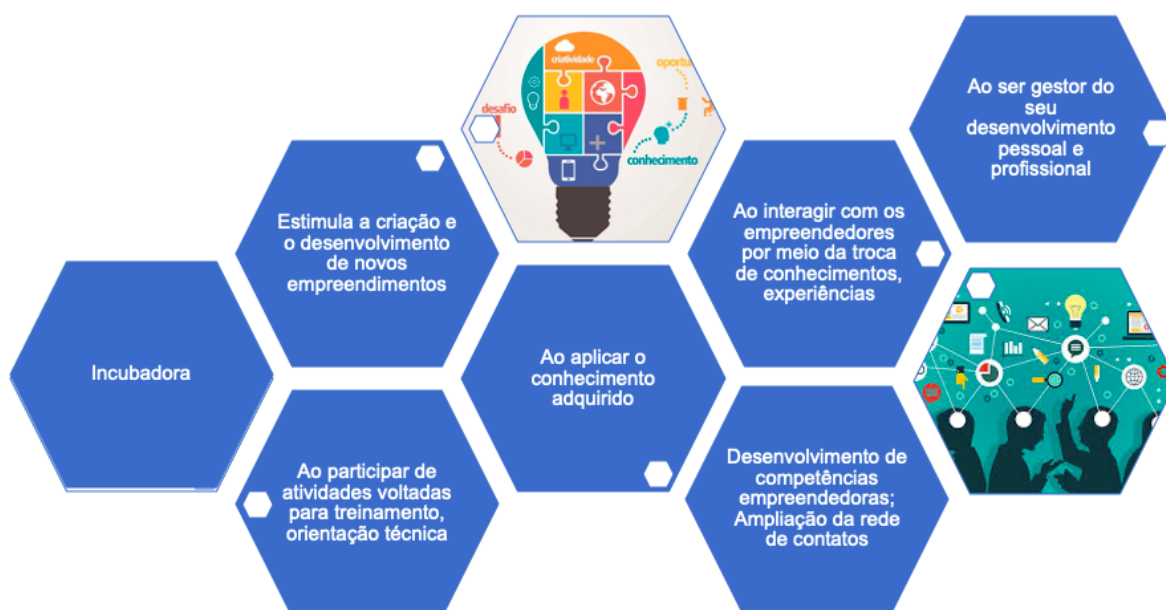 Incubadora
Estimula a criação e
o desenvolvimento
de novos
empreendimentos
Ao participar de
atividades voltadas
para treinamento,
orientação técnica
criatividade
desafio
conhecimento
Ao aplicar o
conhecimento
adquirido
Ao interagir com os
empreendedores
por meio da troca
de conhecimentos,
experiências
Desenvolvimento de
competências
empreendedoras;
Ampliação da rede
de contatos
Ao ser gestor do
seu
desenvolvimento
pessoal e
profissional